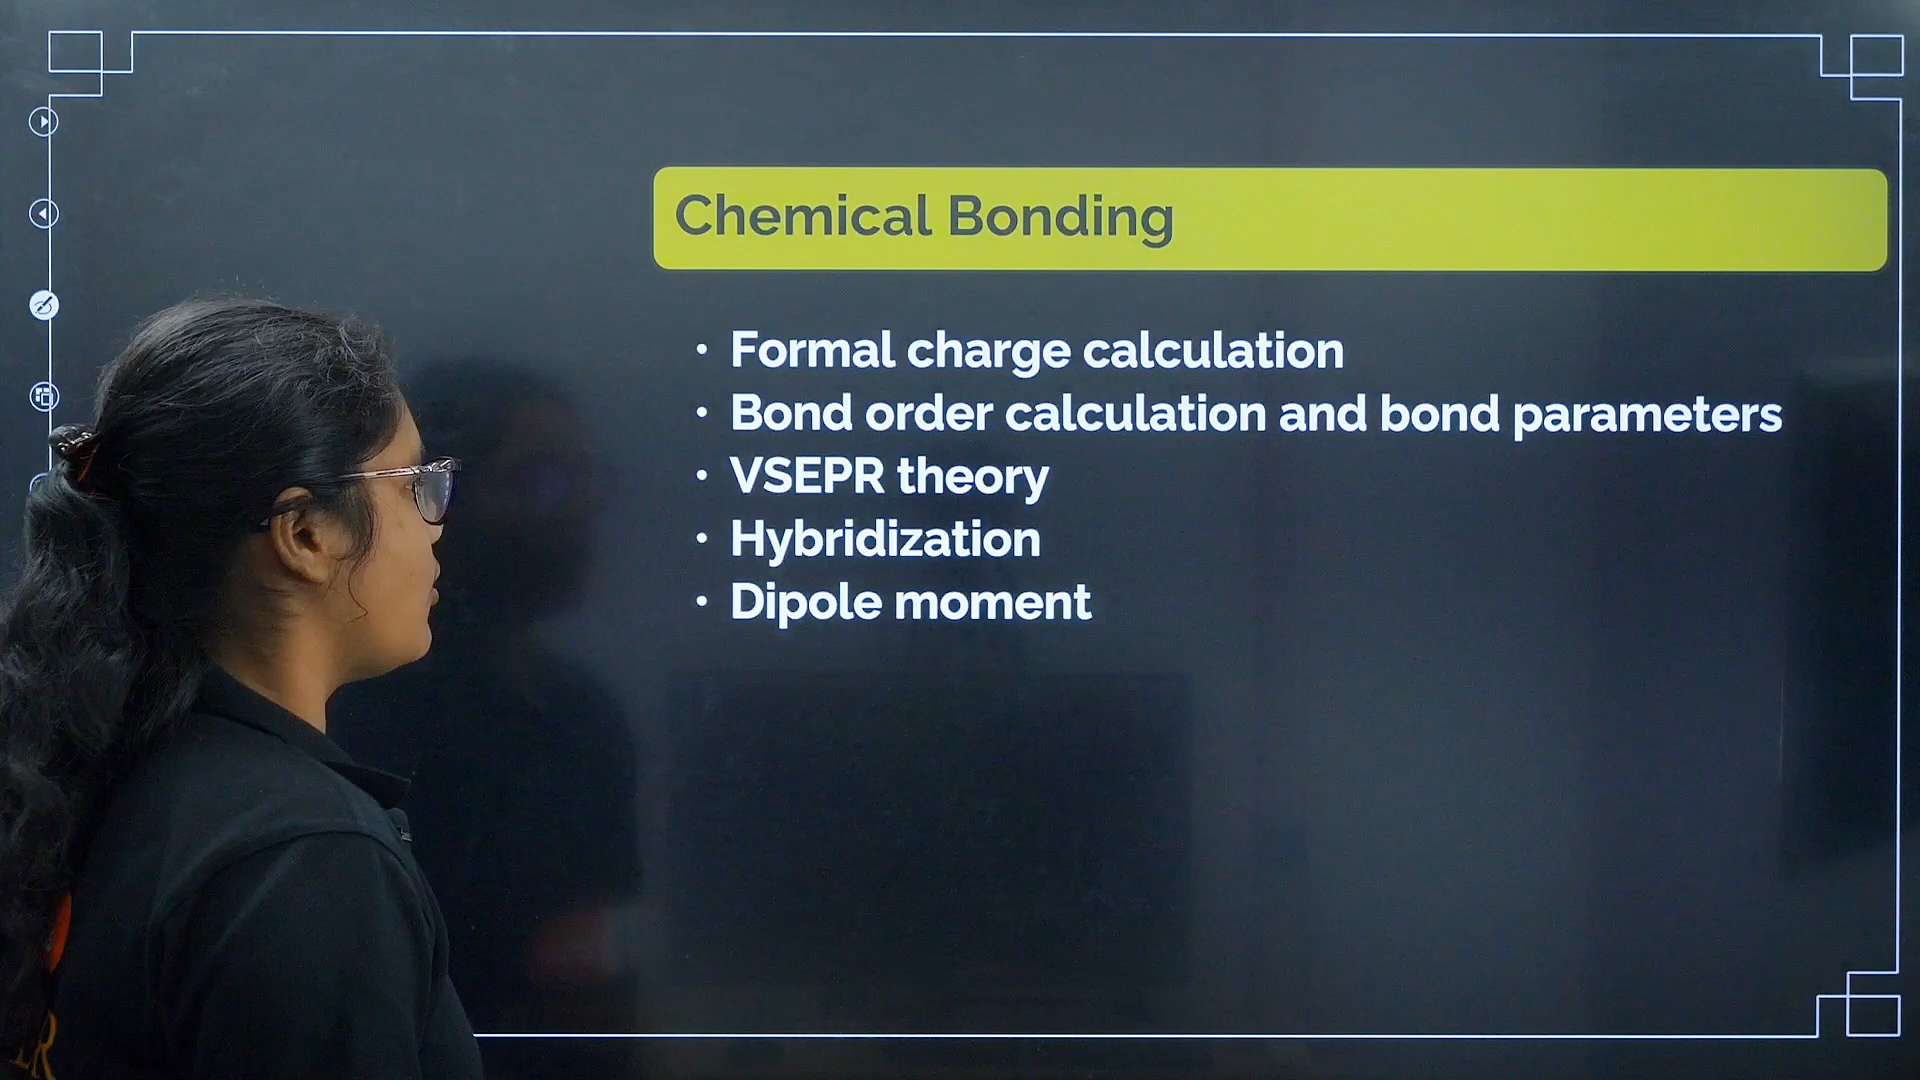 Chemical Bonding
• Formal charge calculation
• Bond order calculation and bond parameters
• VSEPR theory
• Hybridization
• Dipole moment